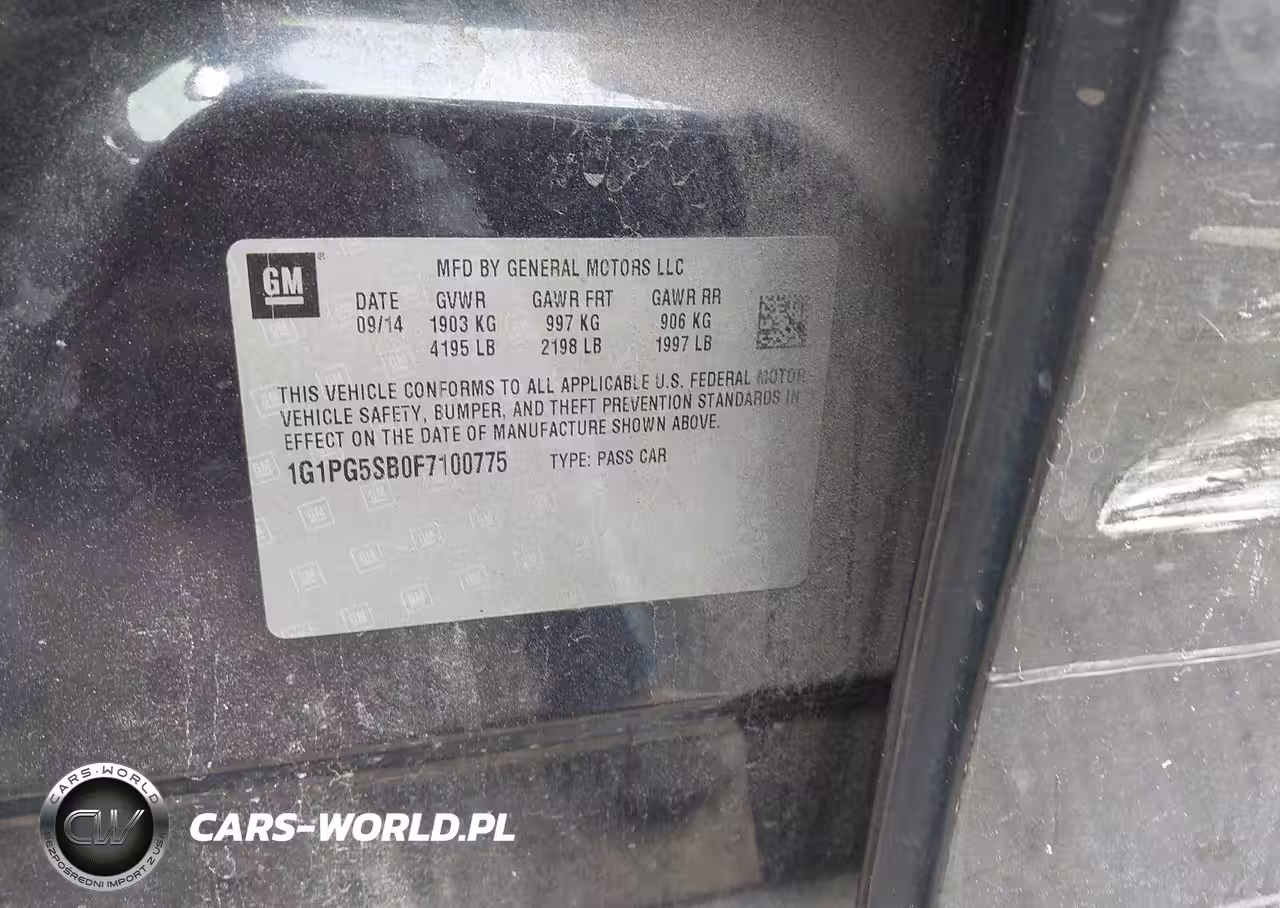 GM ®
MFD BY GENERAL MOTORS LLC
DATE GVWR GAWR FRT GAWR RR
09/14 1903 KG 997 KG 906 KG
4195 LB 2198 LB 1997 LB
THIS VEHICLE CONFORMS TO ALL APPLICABLE U.S. FEDERAL MOTOR
VEHICLE SAFETY, BUMPER, AND THEFT PREVENTION STANDARDS IN
EFFECT ON THE DATE OF MANUFACTURE SHOWN ABOVE.
1G1PG5SB0F7100775 TYPE: PASS CAR
CARS-WORLD
CW
BEZPOŚREDNI IMPORT Z USA
CARS-WORLD.PL